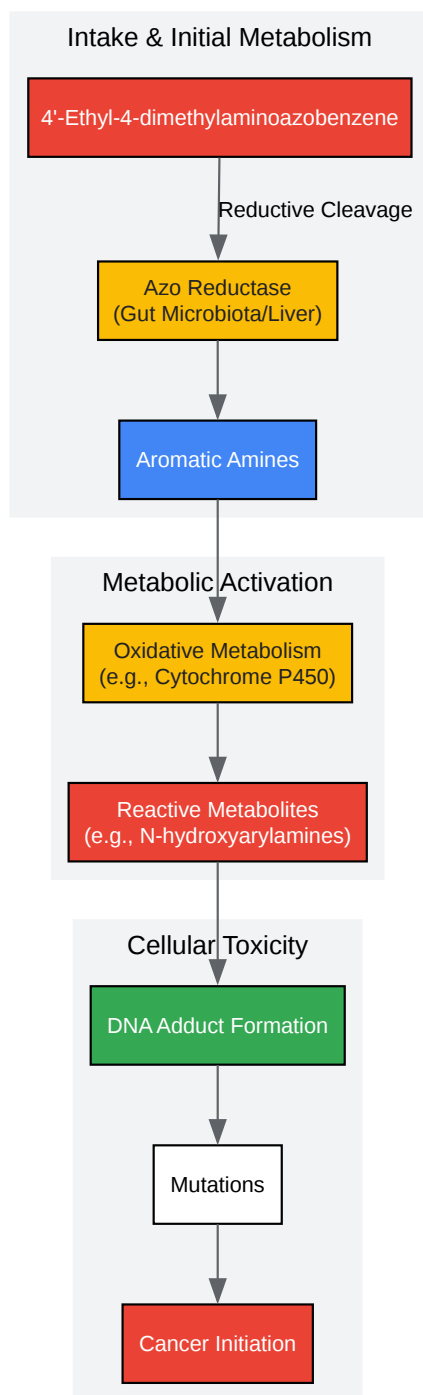 Intake & Initial Metabolism
4'-Ethyl-4-dimethylaminoazobenzene
Reductive Cleavage
Azo Reductase
(Gut Microbiota/Liver)
Aromatic Amines
Metabolic Activation
Oxidative Metabolism
(e.g., Cytochrome P450)
Reactive Metabolites
(e.g., N-hydroxyarylamines)
Cellular Toxicity
DNA Adduct Formation
Mutations
Cancer Initiation